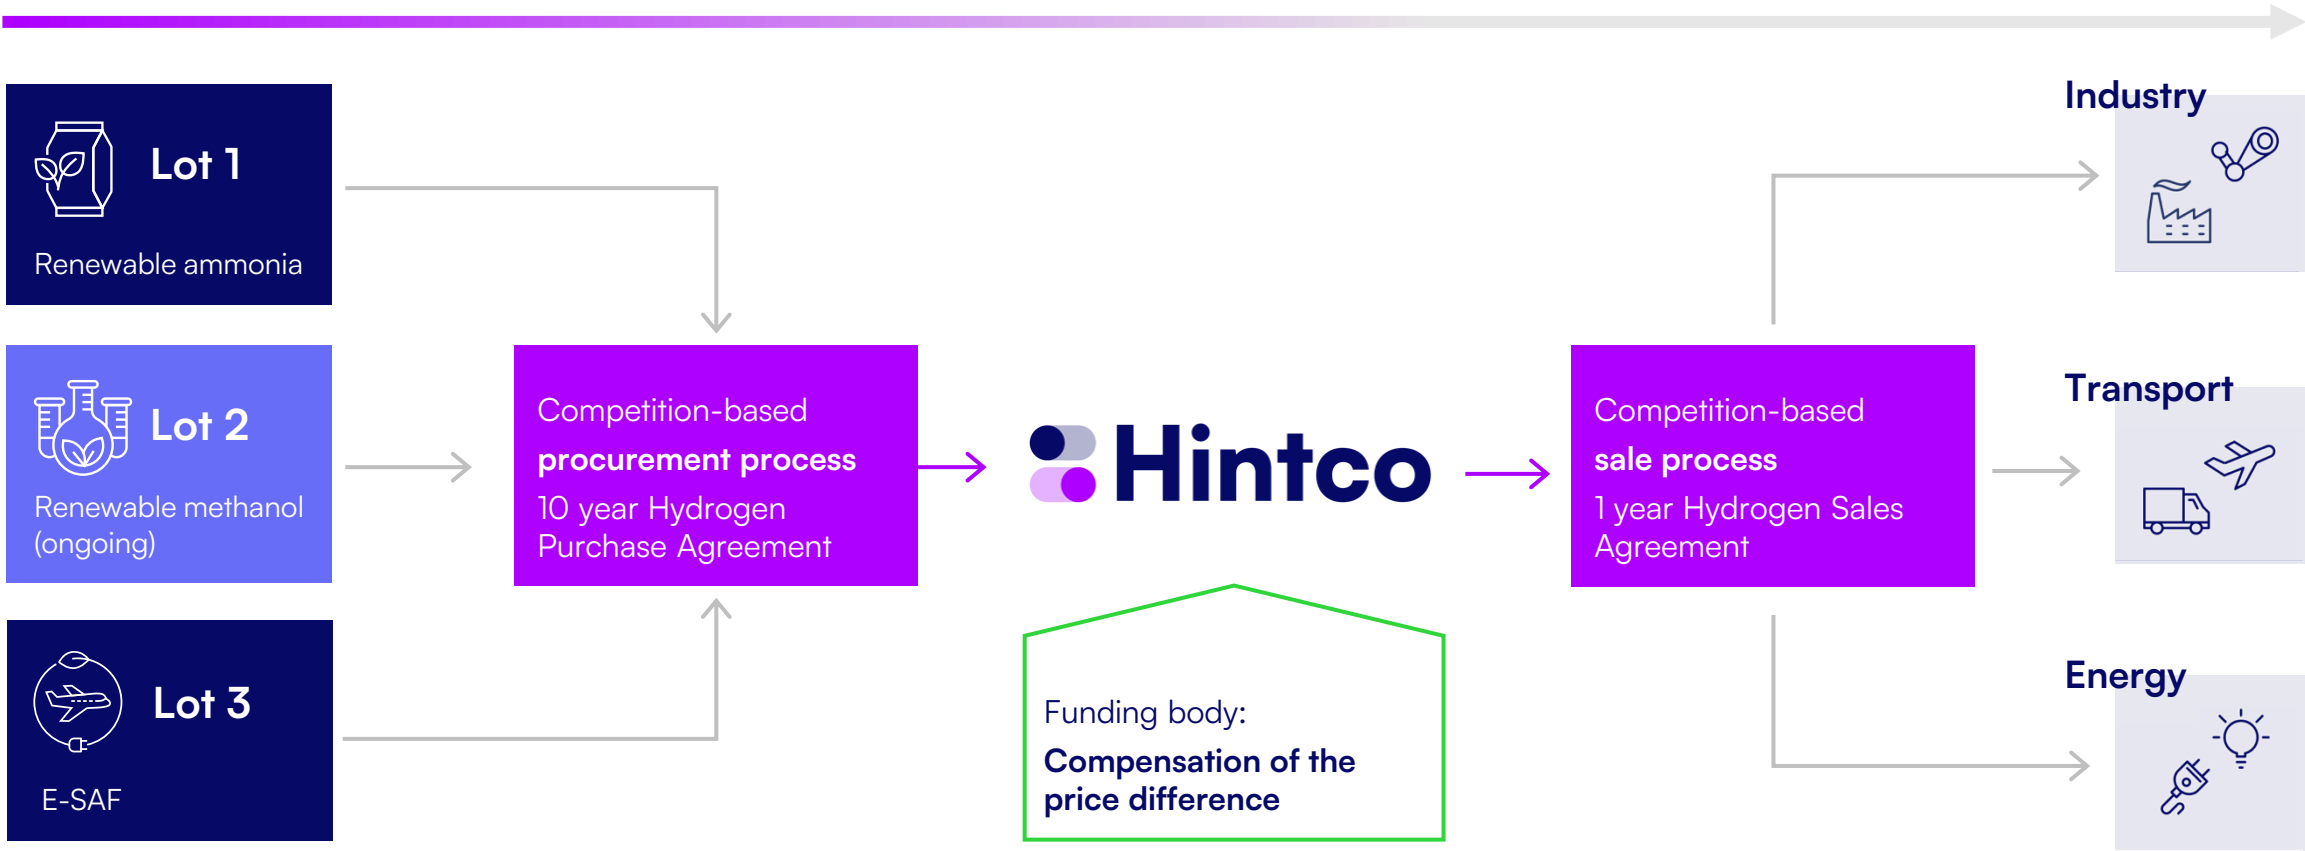 Lot 1
Renewable ammonia
Lot 2
Renewable methanol
(ongoing)
Lot 3
E-SAF
Competition-based
procurement process
10 year Hydrogen
Purchase Agreement
Hintco
Funding body:
Compensation of the
price difference
Competition-based
sale process
1 year Hydrogen Sales
Agreement
Industry
Transport
Energy